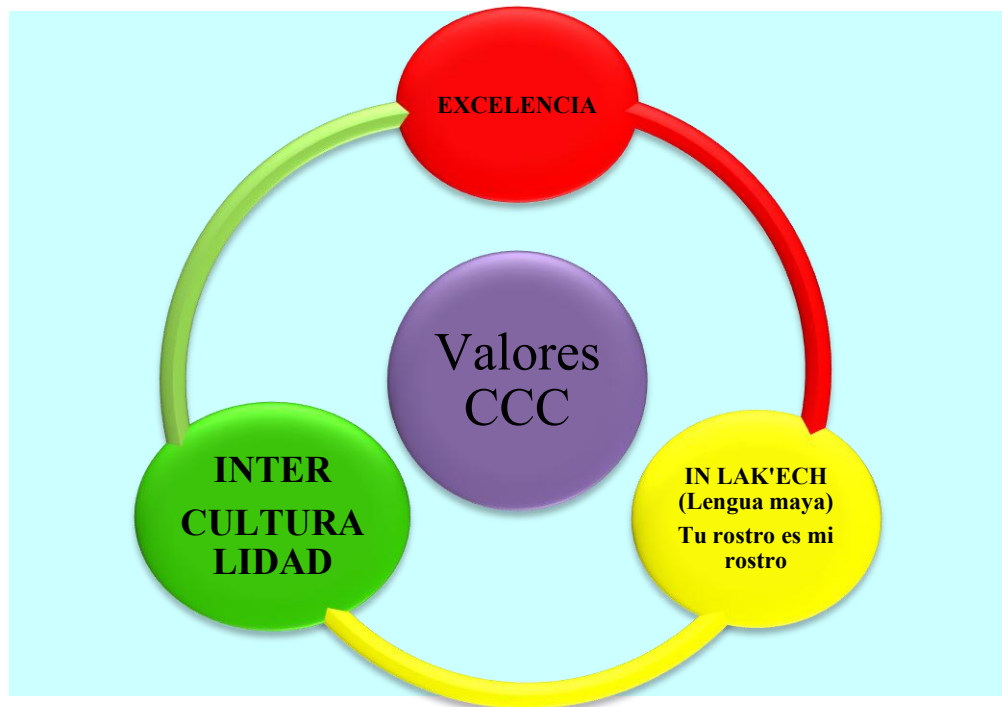 EXCELENCIA
Valores
CCC
INTER
CULTURA
LIDAD
IN LAK'ECH
(Lengua maya)
Tu rostro es mi
rostro